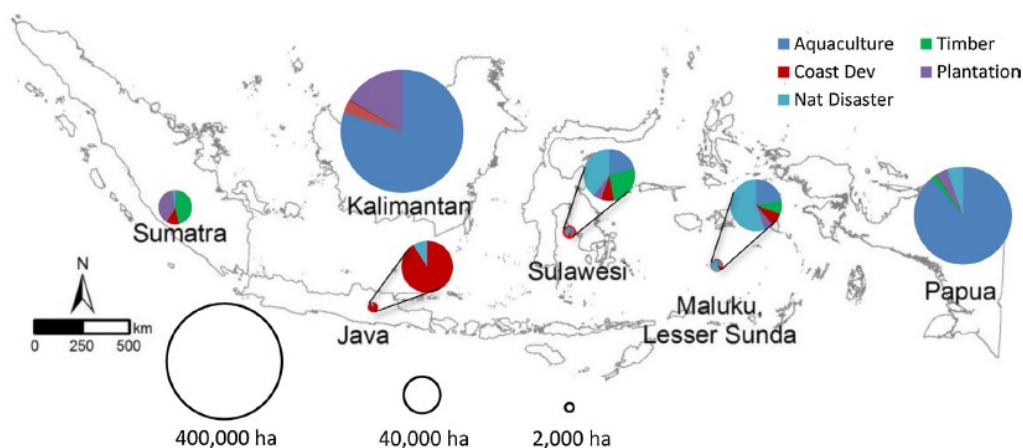 Aquaculture
Timber
Coast Dev
Plantation
Nat Disaster
Kalimantan
Sumatra
Sulawesi
Papua
Maluku,
Lesser Sunda
Java
N
km
0 250 500
400,000 ha
40,000 ha
2,000 ha